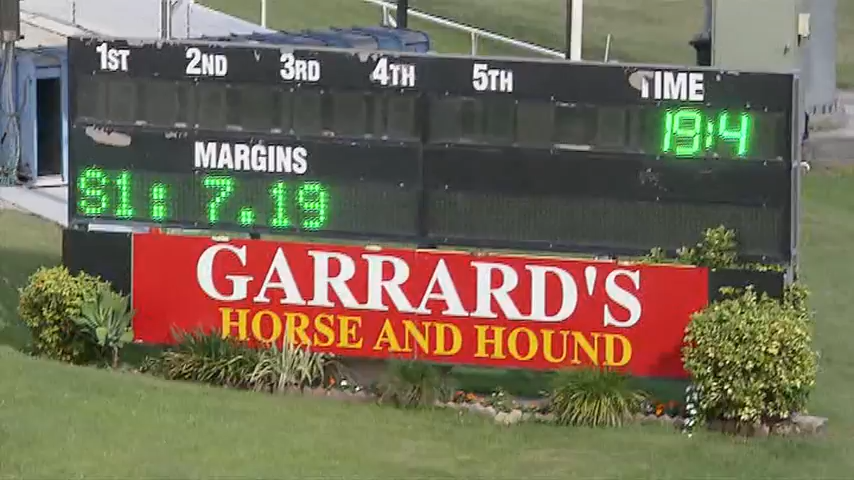 1ST 2ND 3RD 4TH 5TH TIME
19:4
MARGINS
S1: 7.19
GARRARD'S
HORSE AND HOUND